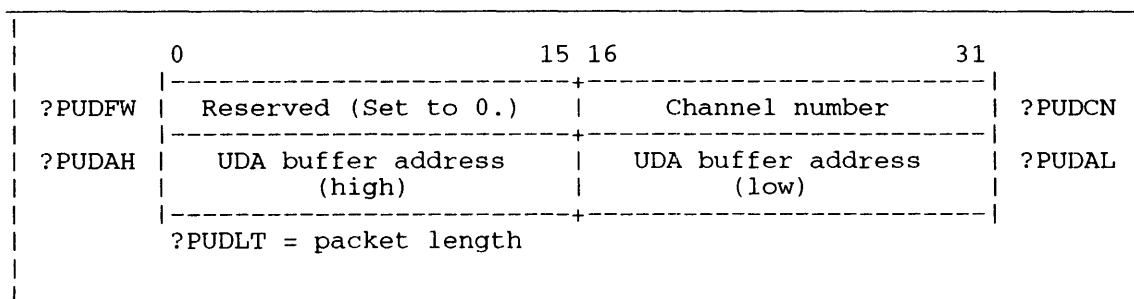 0 15 16 31
?PUDFW Reserved (Set to 0.) Channel number ?PUDCN
?PUDAH UDA buffer address UDA buffer address ?PUDAL
(high) (low)
?PUDLT = packet length